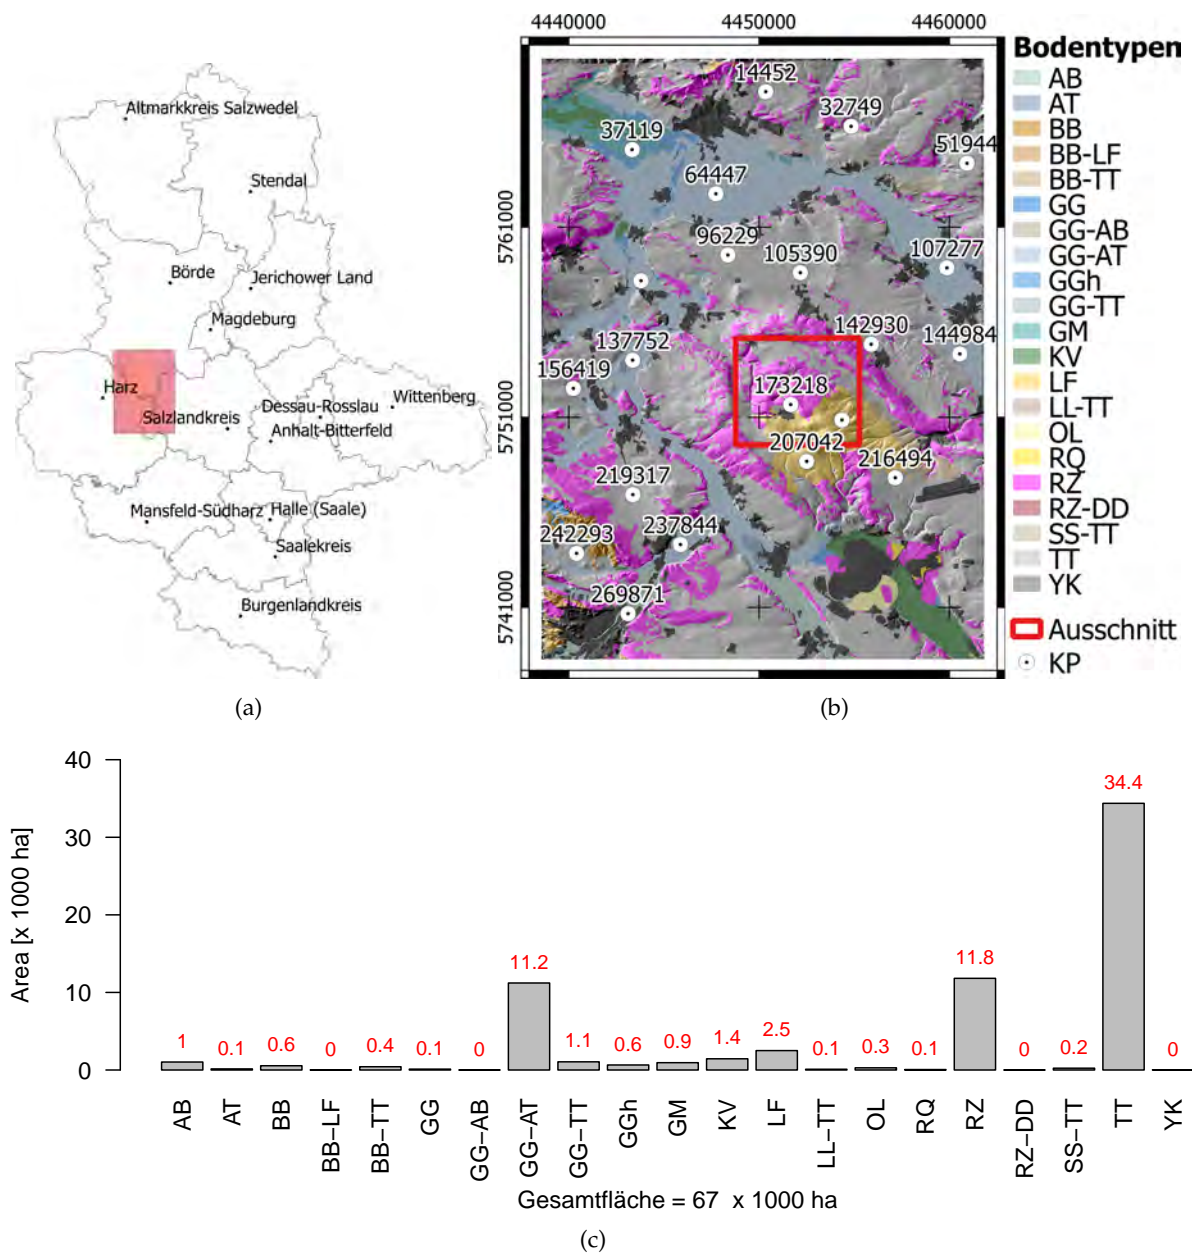 Altmarkkreis Salzwedel
Stendal
Börde
Jerichower Land
Magdeburg
Harz
Salzlandkreis
Dessau-Rosslau
Wittenberg
Anhalt-Bitterfeld
Mansfeld-Südharz
Halle (Saale)
Saalekreis
Burgenlandkreis
(a)
4440000 4450000 4460000
5761000
5751000
5741000
14452
32749
37119
51944
64447
96229
105390
107277
142930
137752
144984
156419
173218
207042
219317
216494
237844
242293
269871
Bodentypen
AB
AT
BB
BB-LF
BB-TT
GG
GG-AB
GG-AT
GGh
GG-TT
GM
KV
LF
LL-TT
OL
RQ
RZ
RZ-DD
SS-TT
TT
YK
Ausschnitt
KP
(b)
Area [x 1000 ha]
40
30
20
10
0
1 0.1 0.6 0 0.4 0.1 0 11.2 1.1 0.6 0.9 1.4 2.5 0.1 0.3 0.1 11.8 0 0.2 34.4 0
AB AT BB BB−LF BB−TT GG GG−AB GG−AT GG−TT GGh GM KV LF LL−TT OL RQ RZ RZ−DD SS−TT TT YK
Gesamtfläche = 67 x 1000 ha
(c)